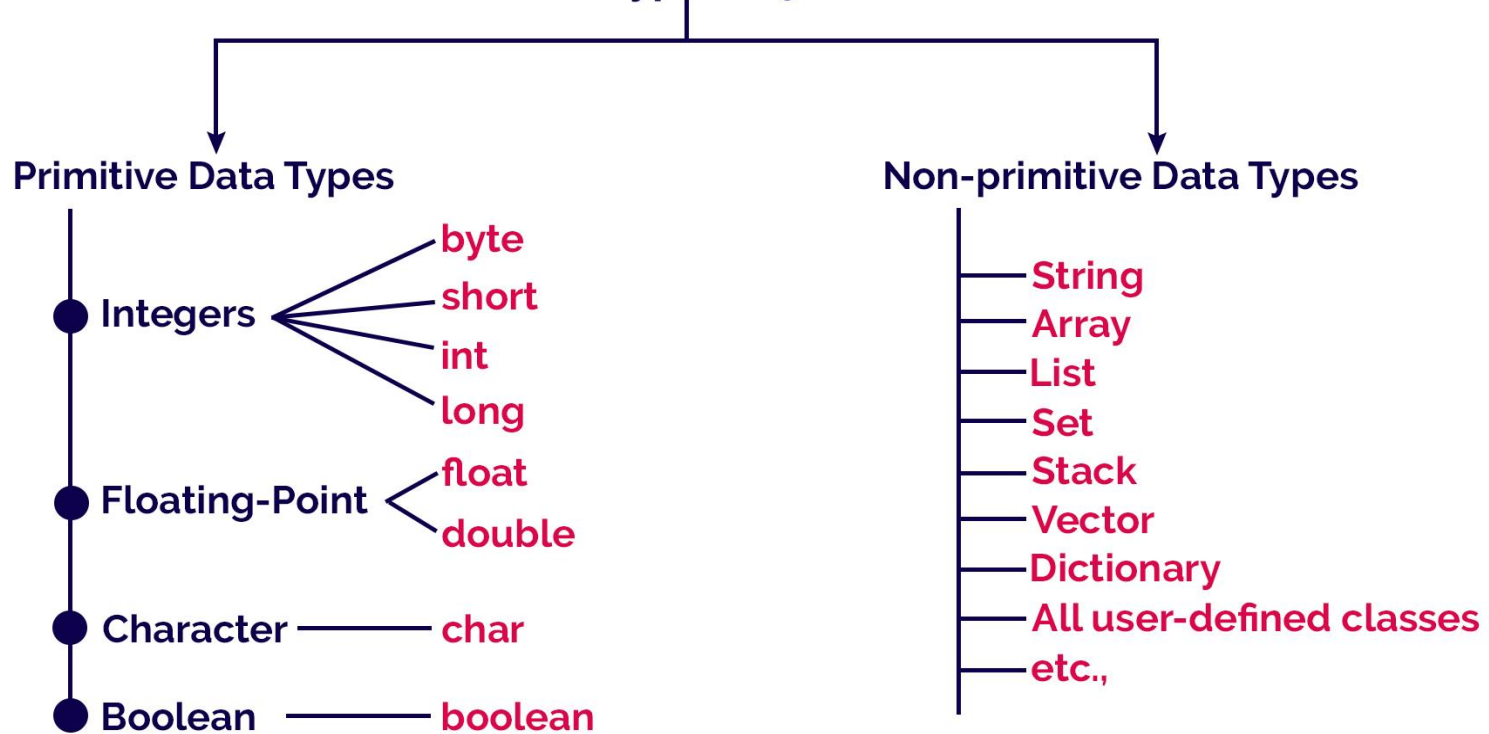 Primitive Data Types
Integers
byte
short
int
long
Floating-Point
float
double
Character
char
Boolean
boolean
Non-primitive Data Types
String
Array
List
Set
Stack
Vector
Dictionary
All user-defined classes
etc.,